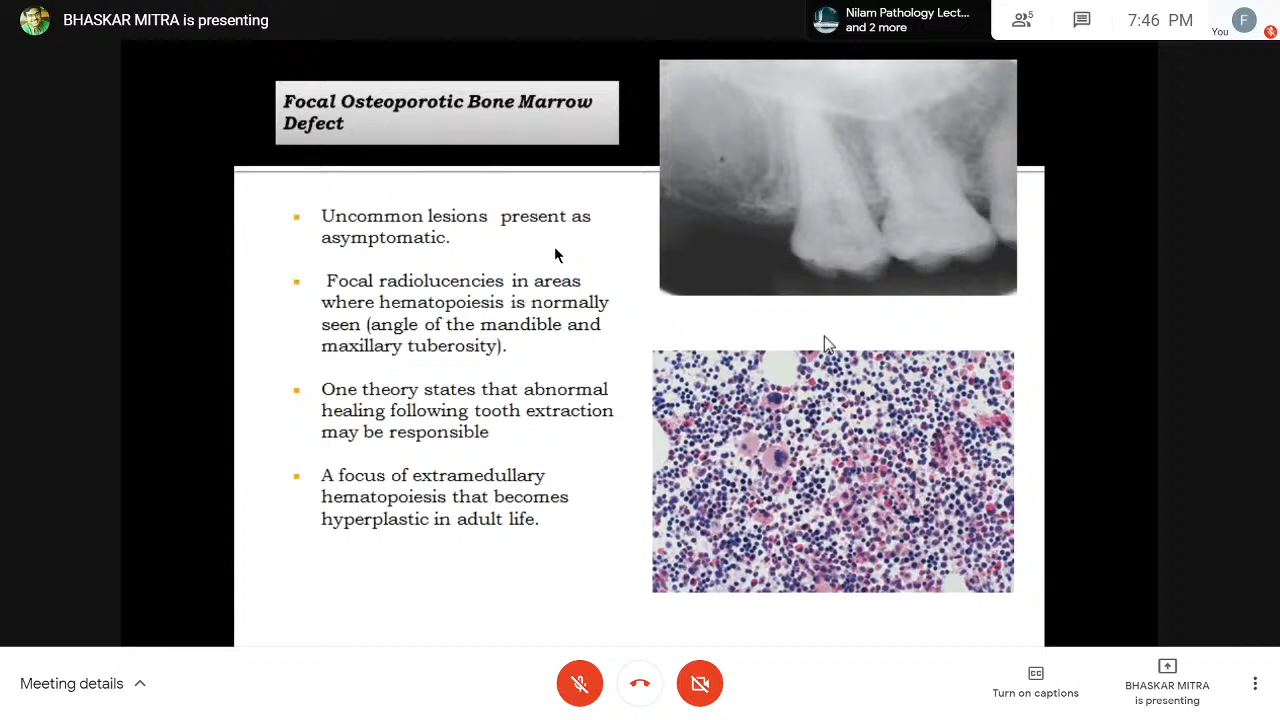 BHASKAR MITRA is presenting
Nilam Pathology Lect...
and 2 more
5
7:46 PM
You
F
Focal Osteoporotic Bone Marrow
Defect
Uncommon lesions present as
asymptomatic.
Focal radiolucencies in areas
where hematopoiesis is normally
seen (angle of the mandible and
maxillary tuberosity).
One theory states that abnormal
healing following tooth extraction
may be responsible
A focus of extramedullary
hematopoiesis that becomes
hyperplastic in adult life.
Meeting details
CC
Turn on captions
BHASKAR MITRA
is presenting